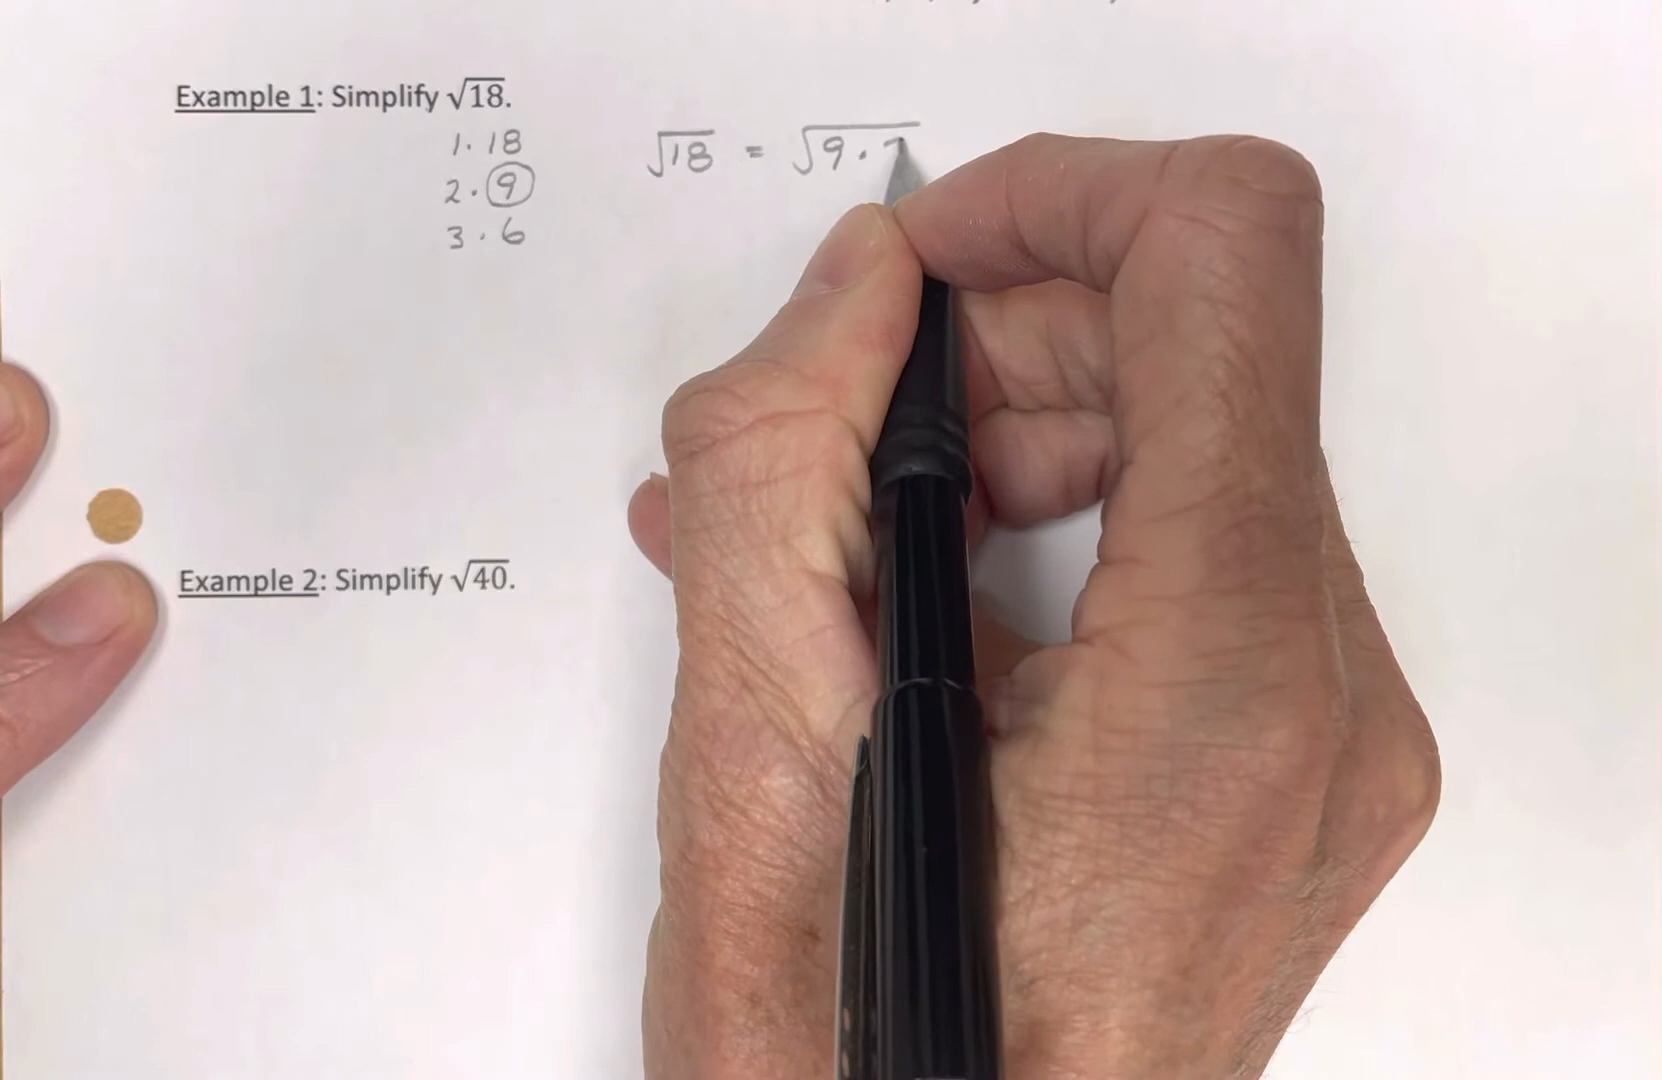 Example 1: Simplify √18.
1 · 18
2 · 9
3 · 6
√18 = √9 ·
Example 2: Simplify √40.